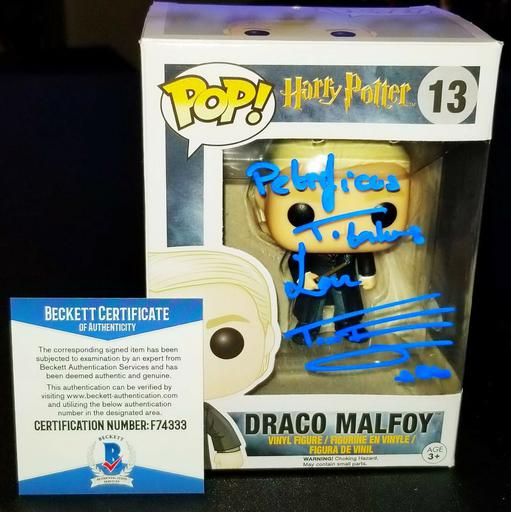 POP!
Harry Potter
13
Petrificus
Totalus
Love
BECKETT CERTIFICATE
OF AUTHENTICITY
The corresponding signed item has been
subjected to examination by an expert from
Beckett Authentication Services and has
been deemed authentic and genuine.
This authentication can be verified by
visiting www.beckett-authentication.com
and utilizing the below authentication
number in the designated area.
CERTIFICATION NUMBER: F74333
BECKETT
B
AUTHENTICATION
SERVICES
DRACO MALFOY
VINYL FIGURE / FIGURINE EN VINYLE /
FIGURA DE VINIL
WARNING! Choking Hazard.
May contain small parts.
AGE
3+